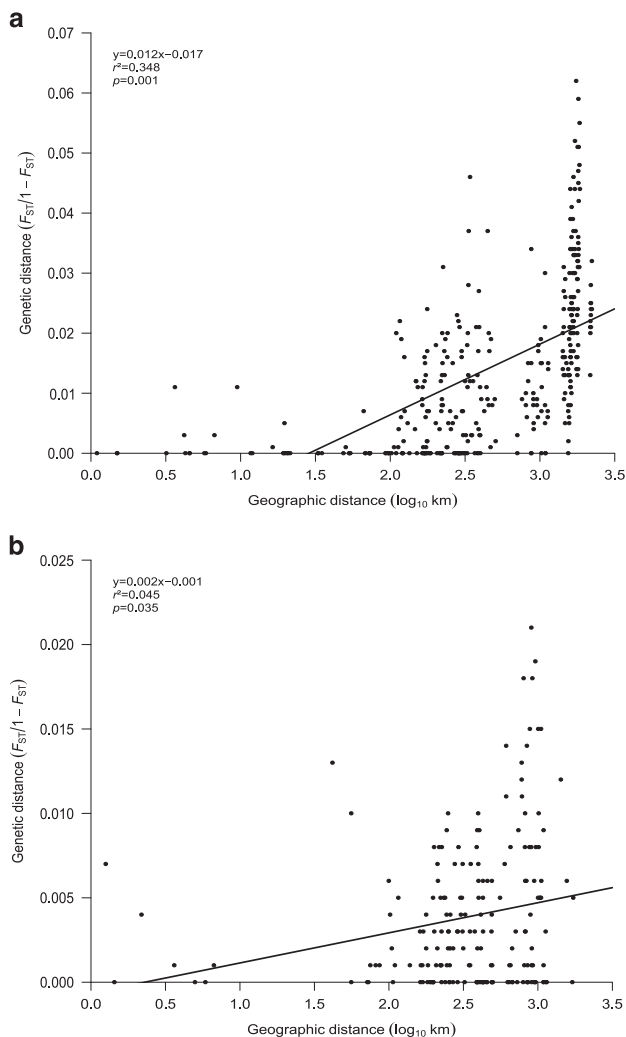 a
y=0.012x−0.017
r²=0.348
p=0.001
0.07
0.06
0.05
0.04
0.03
0.02
0.01
0.00
Genetic distance (FST/1 − FST)
0.0 0.5 1.0 1.5 2.0 2.5 3.0 3.5
Geographic distance (log10 km)
b
y=0.002x−0.001
r²=0.045
p=0.035
0.025
0.020
0.015
0.010
0.005
0.000
Genetic distance (FST/1 − FST)
0.0 0.5 1.0 1.5 2.0 2.5 3.0 3.5
Geographic distance (log10 km)